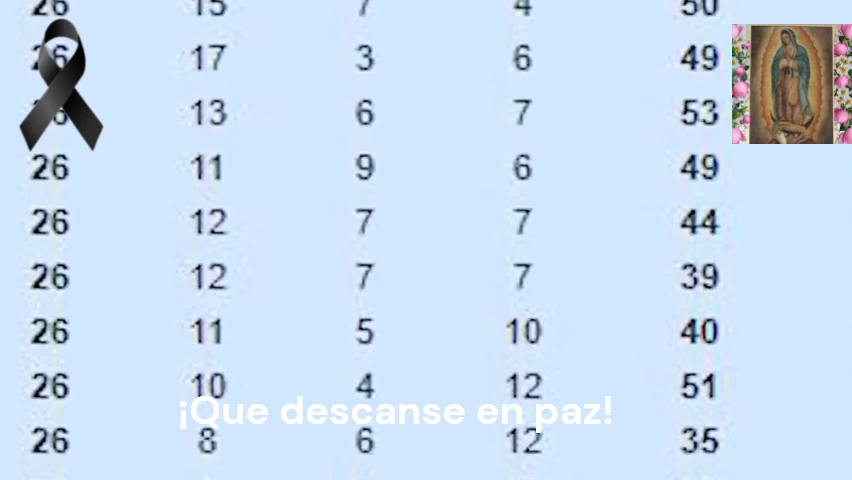 26 15 7 4 50
26 17 3 6 49
26 13 6 7 53
26 11 9 6 49
26 12 7 7 44
26 12 7 7 39
26 11 5 10 40
26 10 4 12 51
¡Que descanse en paz!
26 8 6 12 35